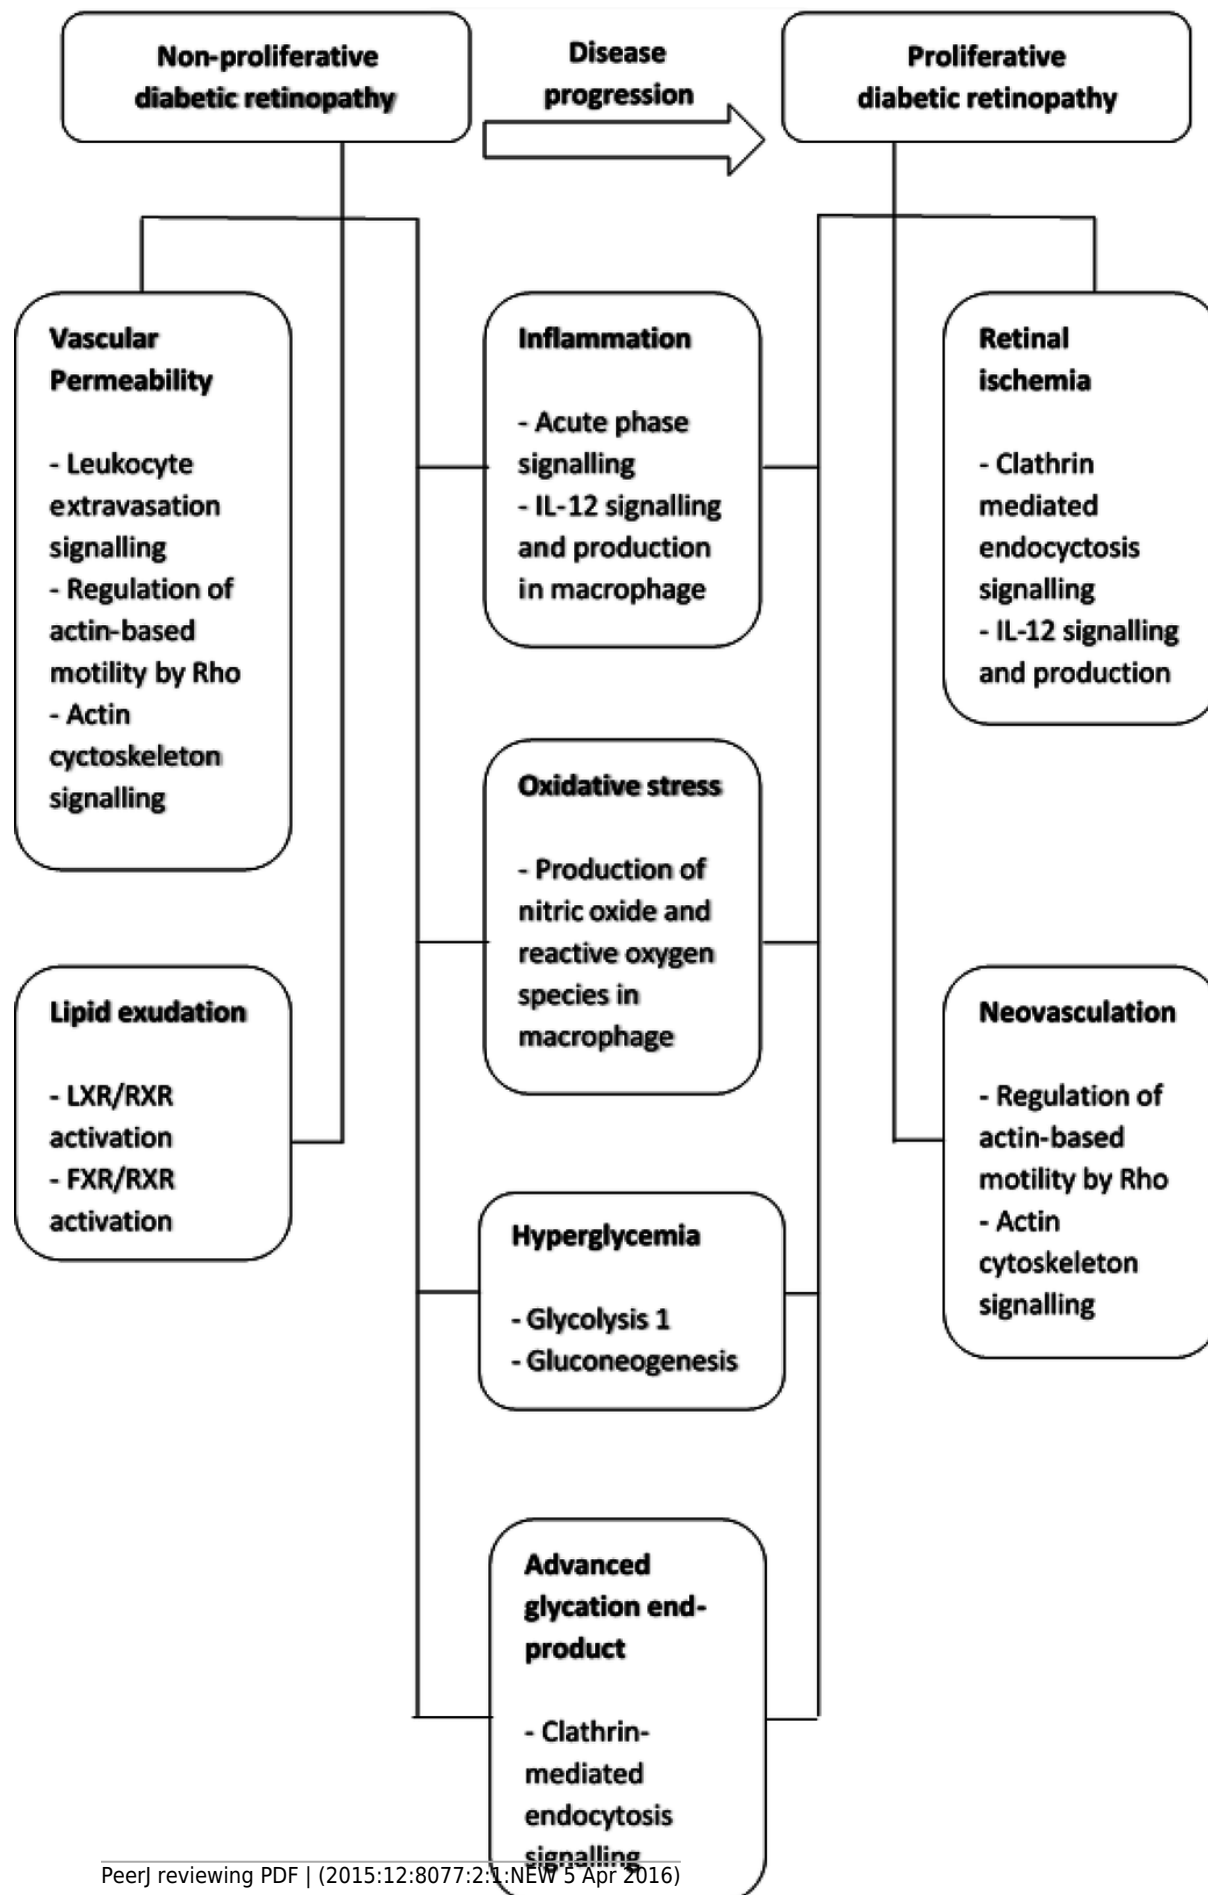 Non-proliferative
diabetic retinopathy
Disease
progression
Proliferative
diabetic retinopathy
Vascular
Permeability
- Leukocyte
extravasation
signalling
- Regulation of
actin-based
motility by Rho
- Actin
cyctoskeleton
signalling
Lipid exudation
- LXR/RXR
activation
- FXR/RXR
activation
Inflammation
- Acute phase
signalling
- IL-12 signalling
and production
in macrophage
Oxidative stress
- Production of
nitric oxide and
reactive oxygen
species in
macrophage
Hyperglycemia
- Glycolysis 1
- Gluconeogenesis
Advanced
glycation end-
product
- Clathrin-
mediated
endocytosis
signalling
Retinal
ischemia
- Clathrin
mediated
endocyctosis
signalling
- IL-12 signalling
and production
Neovasculation
- Regulation of
actin-based
motility by Rho
- Actin
cytoskeleton
signalling
PeerJ reviewing PDF | (2015:12:8077:2:1:NEW 5 Apr 2016)